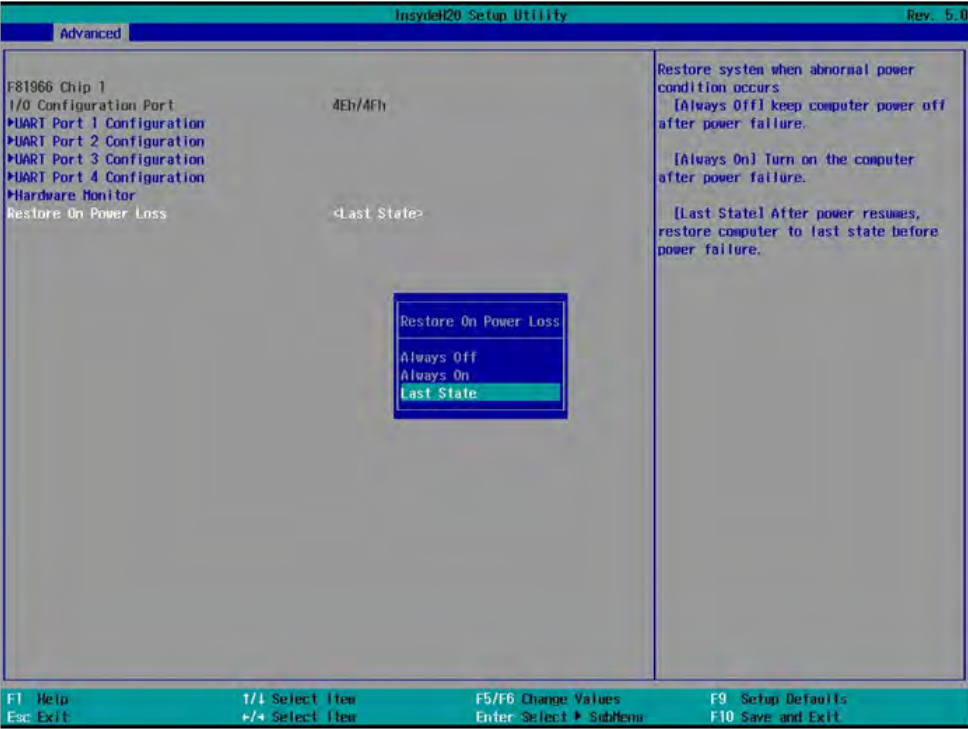 InsydeH20 Setup Utility Rev. 5.0
Advanced
F81966 Chip 1
I/O Configuration Port 4Eh/4Fh
▶UART Port 1 Configuration
▶UART Port 2 Configuration
▶UART Port 3 Configuration
▶UART Port 4 Configuration
▶Hardware Monitor
Restore On Power Loss <Last State>
Restore On Power Loss
Always Off
Always On
Last State
Restore system when abnormal power
condition occurs
[Always Off] keep computer power off
after power failure.
[Always On] Turn on the computer
after power failure.
[Last State] After power resumes,
restore computer to last state before
power failure.
F1 Help ↑/↓ Select Item F5/F6 Change Values F9 Setup Defaults
Esc Exit ←/→ Select Item Enter Select ▶ SubMenu F10 Save and Exit